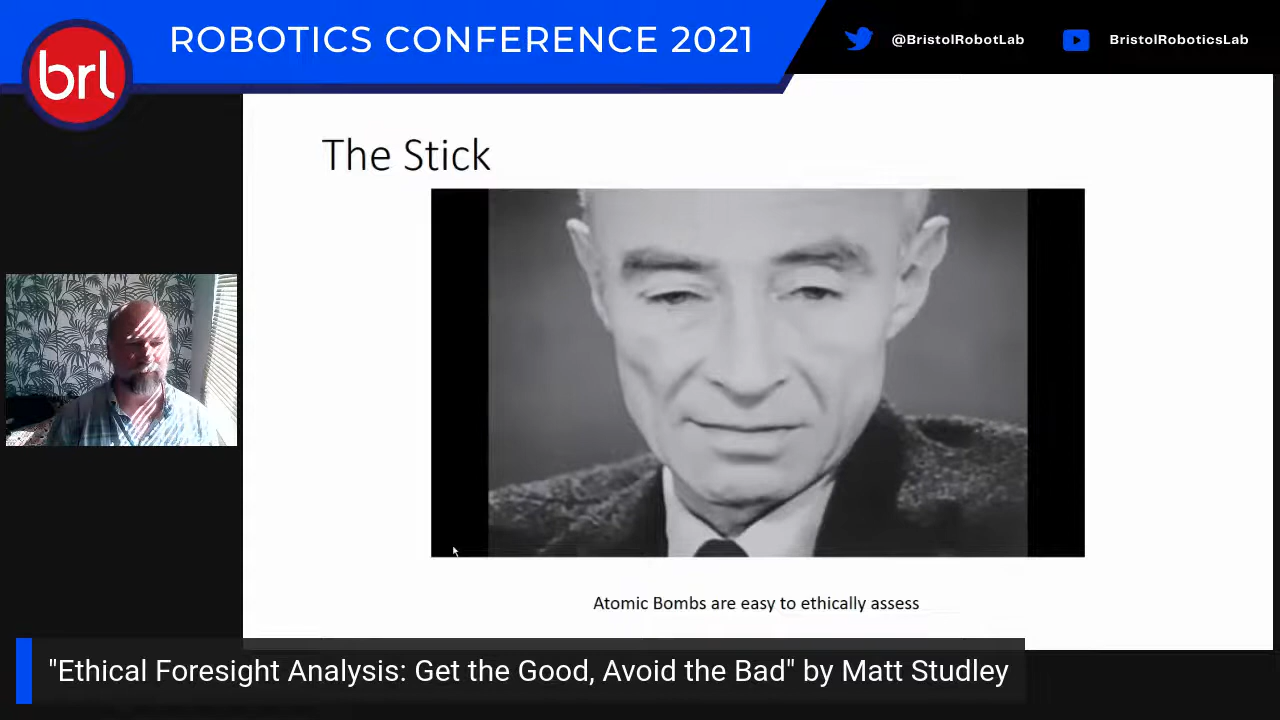 ROBOTICS CONFERENCE 2021
@BristolRobotLab
BristolRoboticsLab
brl
The Stick
Atomic Bombs are easy to ethically assess
"Ethical Foresight Analysis: Get the Good, Avoid the Bad" by Matt Studley